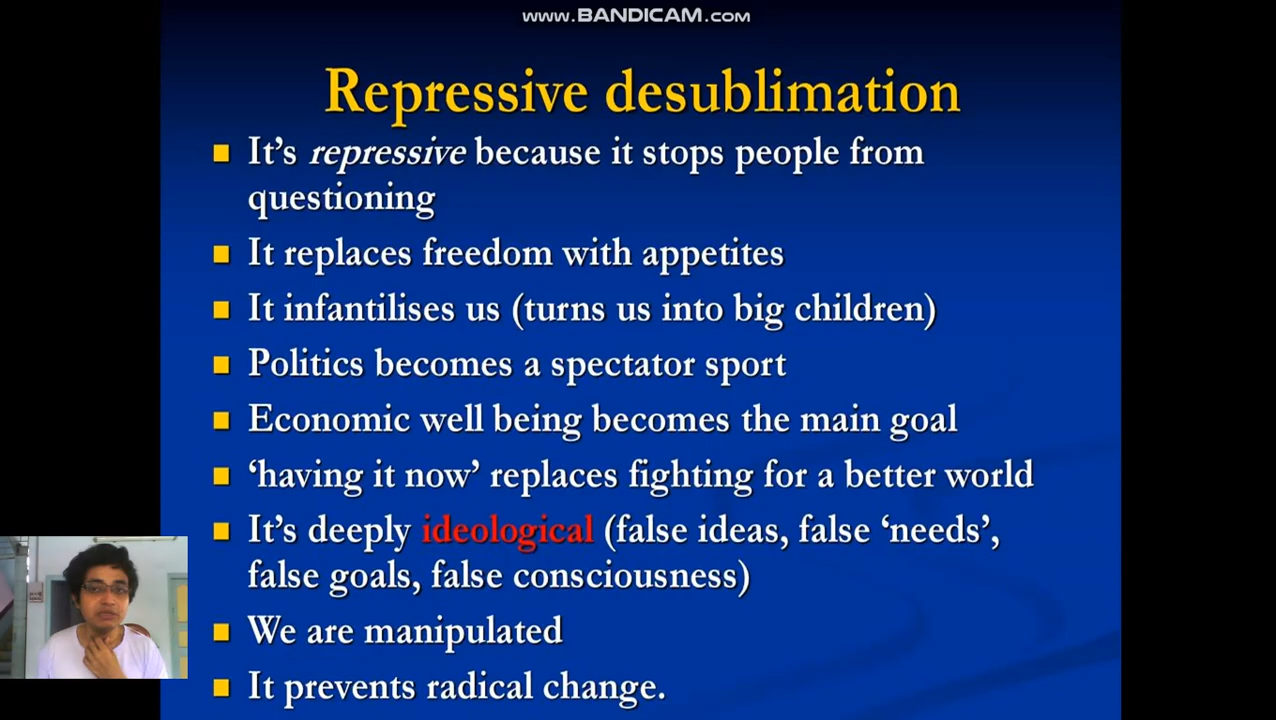 www.BANDICAM.com
Repressive desublimation
It's repressive because it stops people from
questioning
It replaces freedom with appetites
It infantilises us (turns us into big children)
Politics becomes a spectator sport
Economic well being becomes the main goal
‘having it now’ replaces fighting for a better world
It's deeply ideological (false ideas, false ‘needs’,
false goals, false consciousness)
We are manipulated
It prevents radical change.